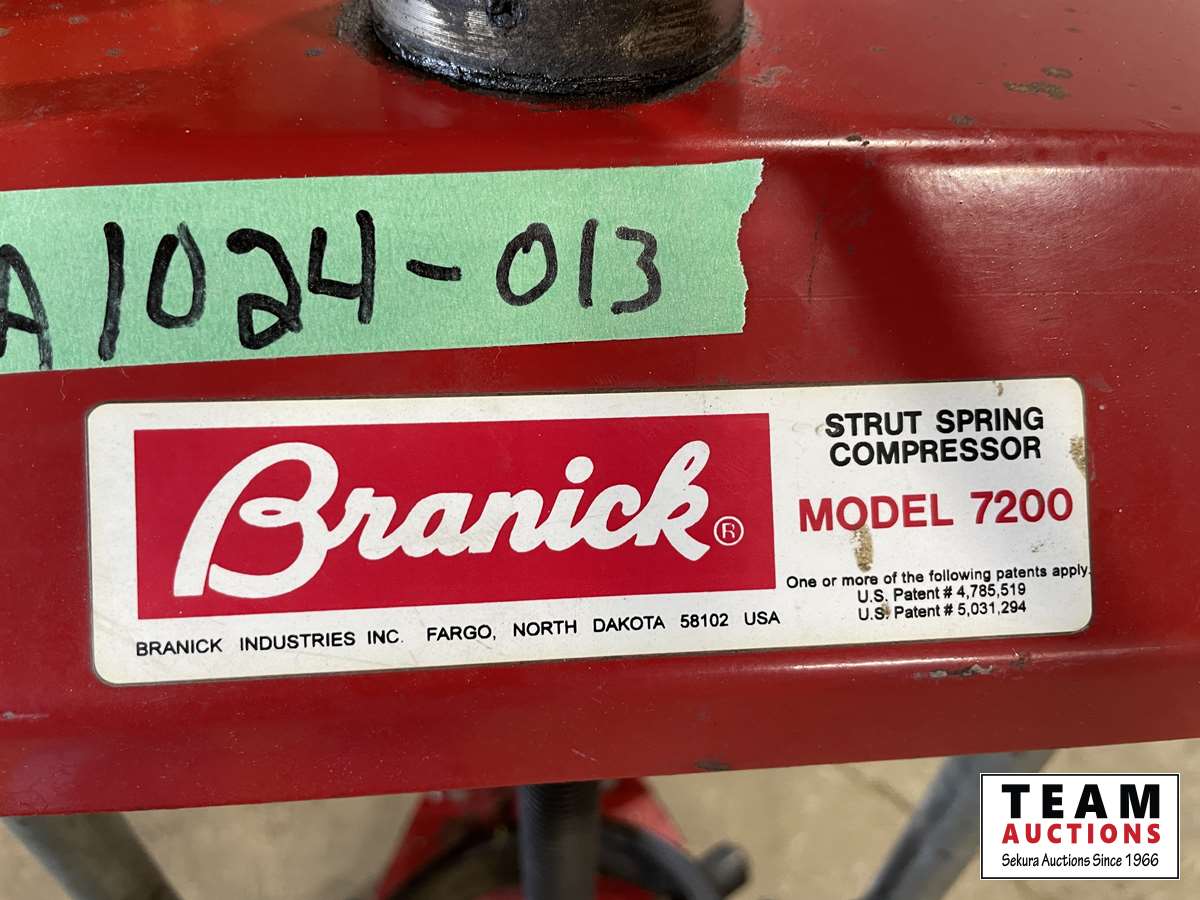 A1024-013
Branick®
STRUT SPRING
COMPRESSOR
MODEL 7200
One or more of the following patents apply.
U.S. Patent # 4,785,519
U.S. Patent # 5,031,294
BRANICK INDUSTRIES INC. FARGO, NORTH DAKOTA 58102 USA
TEAM
AUCTIONS
Sekura Auctions Since 1966